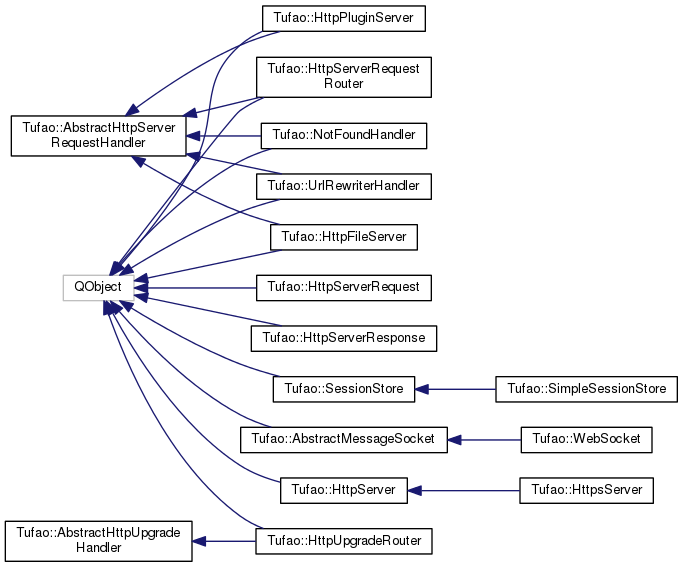 Tufao::HttpPluginServer
Tufao::HttpServerRequest
Router
Tufao::AbstractHttpServer
RequestHandler
Tufao::NotFoundHandler
Tufao::UrlRewriterHandler
Tufao::HttpFileServer
QObject
Tufao::HttpServerRequest
Tufao::HttpServerResponse
Tufao::SessionStore
Tufao::SimpleSessionStore
Tufao::AbstractMessageSocket
Tufao::WebSocket
Tufao::HttpServer
Tufao::HttpsServer
Tufao::AbstractHttpUpgrade
Handler
Tufao::HttpUpgradeRouter